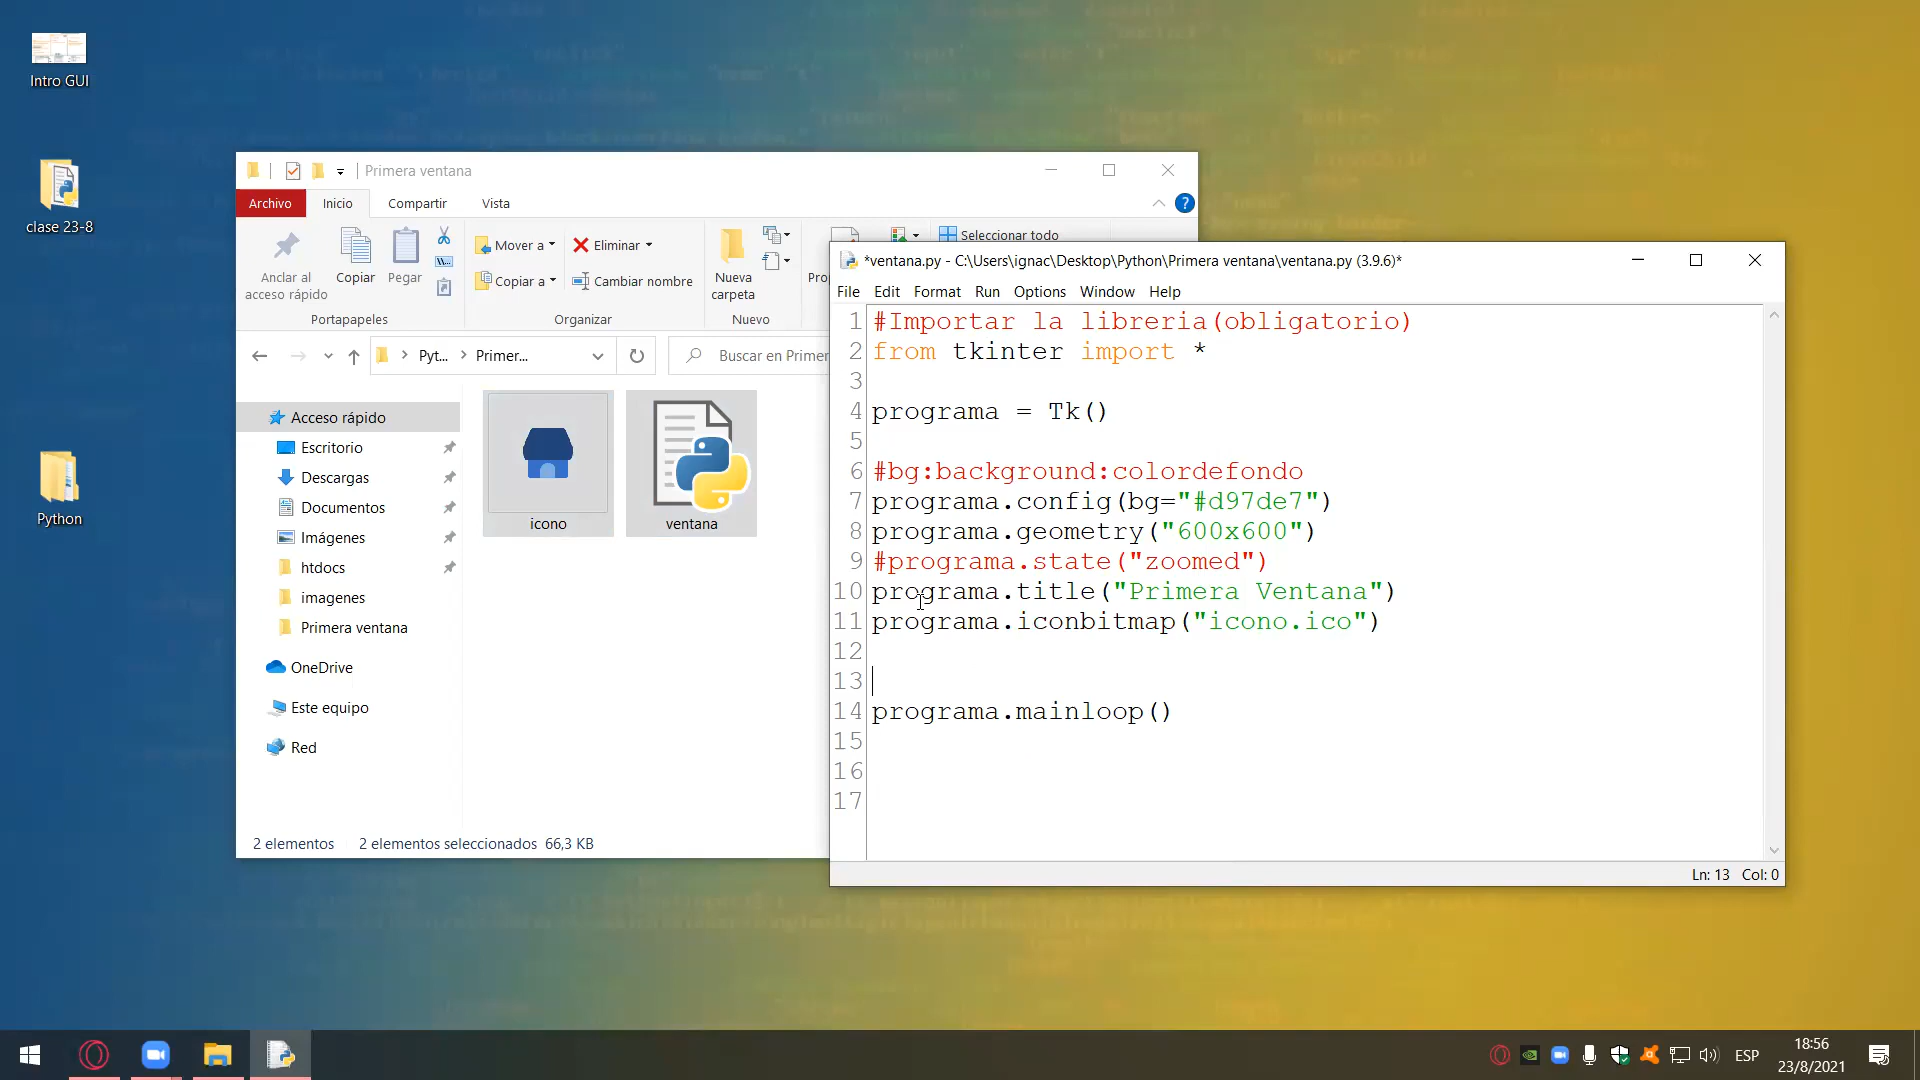 Intro GUI
clase 23-8
Python
Primera ventana
Archivo
Inicio
Compartir
Vista
Anclar al
acceso rápido
Copiar
Pegar
Mover a
Copiar a
Eliminar
Cambiar nombre
Nueva
carpeta
Seleccionar todo
Portapapeles
Organizar
Nuevo
Pyt...
Primer...
Buscar en Primer
Acceso rápido
Escritorio
Descargas
Documentos
Imágenes
htdocs
imagenes
Primera ventana
OneDrive
Este equipo
Red
icono
ventana
2 elementos
2 elementos seleccionados 66,3 KB
*ventana.py - C:\Users\ignac\Desktop\Python\Primera ventana\ventana.py (3.9.6)*
File Edit Format Run Options Window Help
1 #Importar la libreria(obligatorio)
2 from tkinter import *
3
4 programa = Tk()
5
6 #bg:background:colordefondo
7 programa.config(bg="#d97de7")
8 programa.geometry("600x600")
9 #programa.state("zoomed")
10 programa.title("Primera Ventana")
11 programa.iconbitmap("icono.ico")
12
13
14 programa.mainloop()
15
16
17
Ln: 13 Col: 0
ESP
18:56
23/8/2021